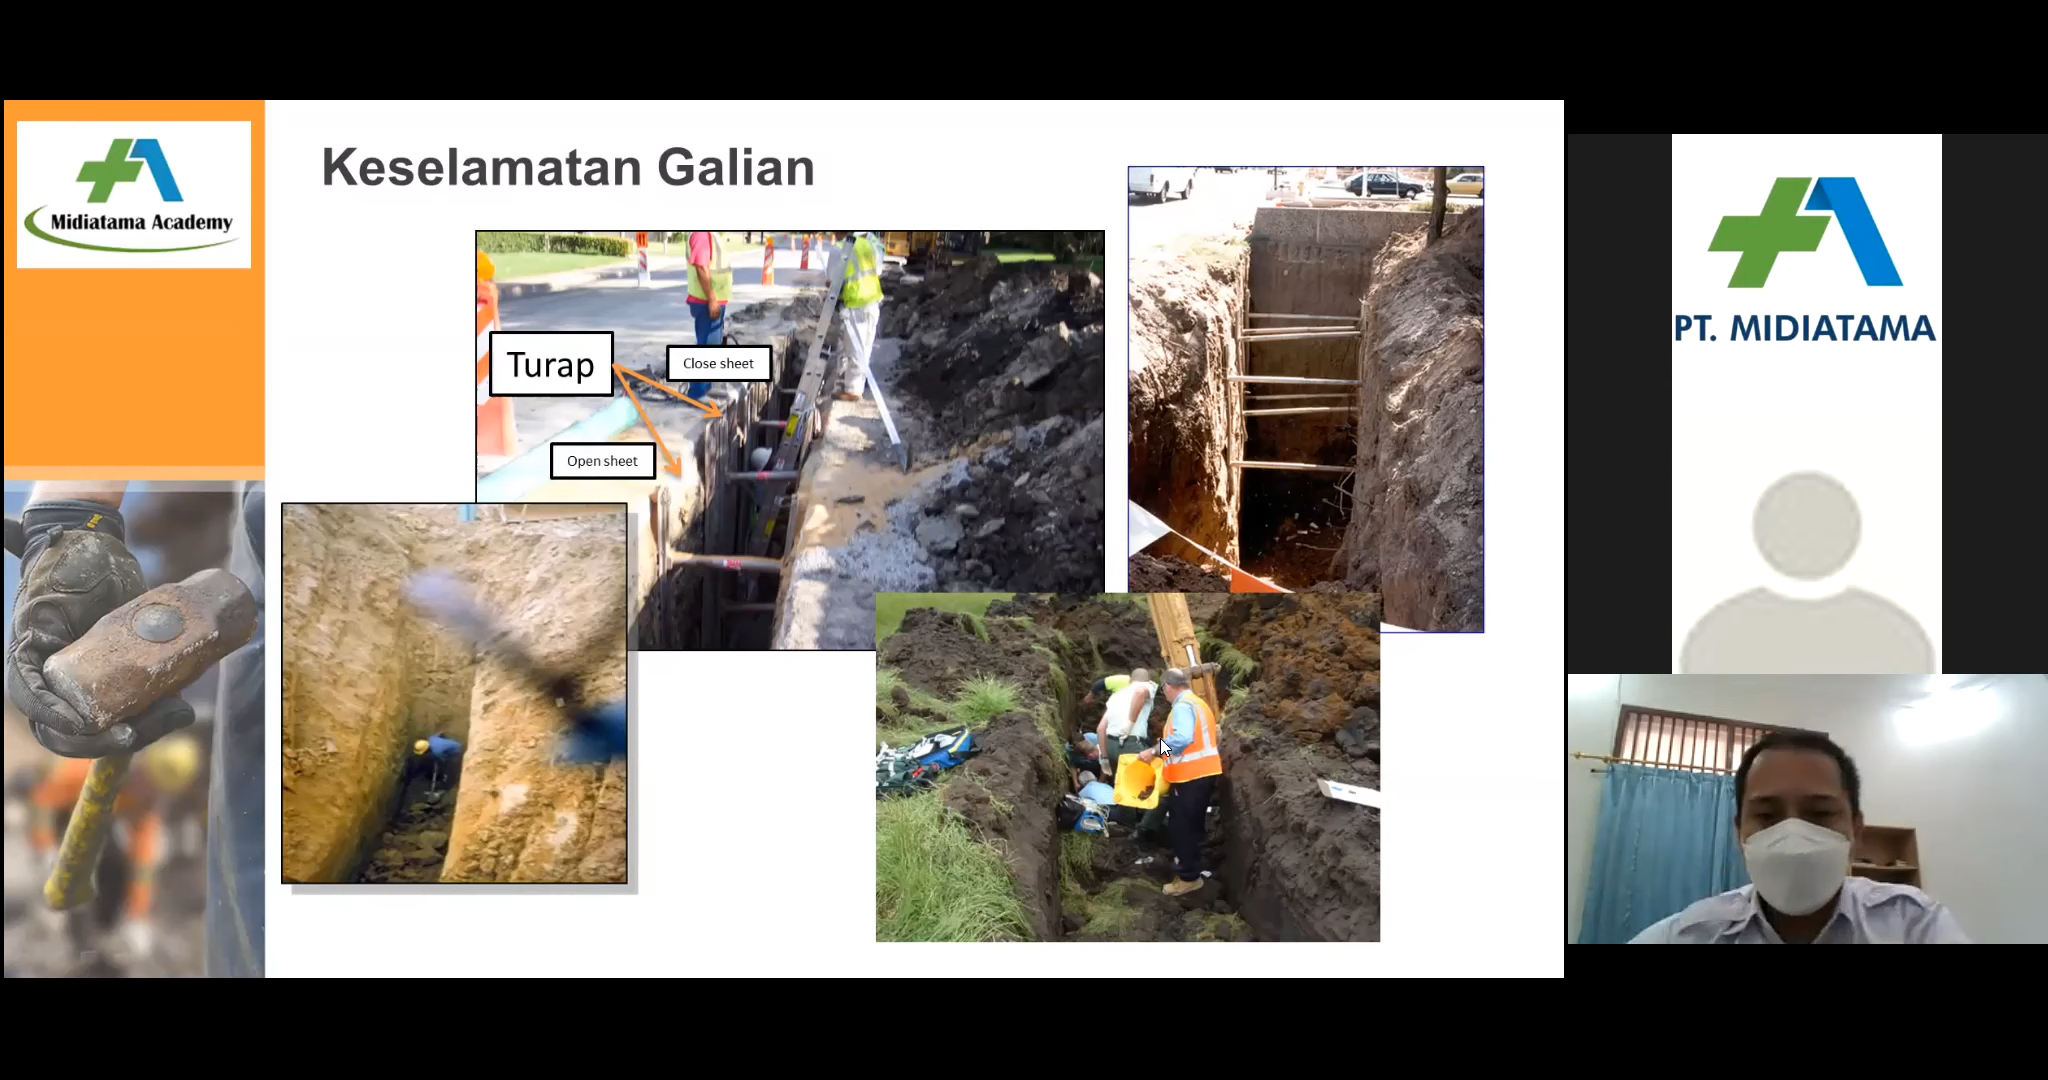 Midiatama Academy
Keselamatan Galian
Turap
Close sheet
Open sheet
PT. MIDIATAMA